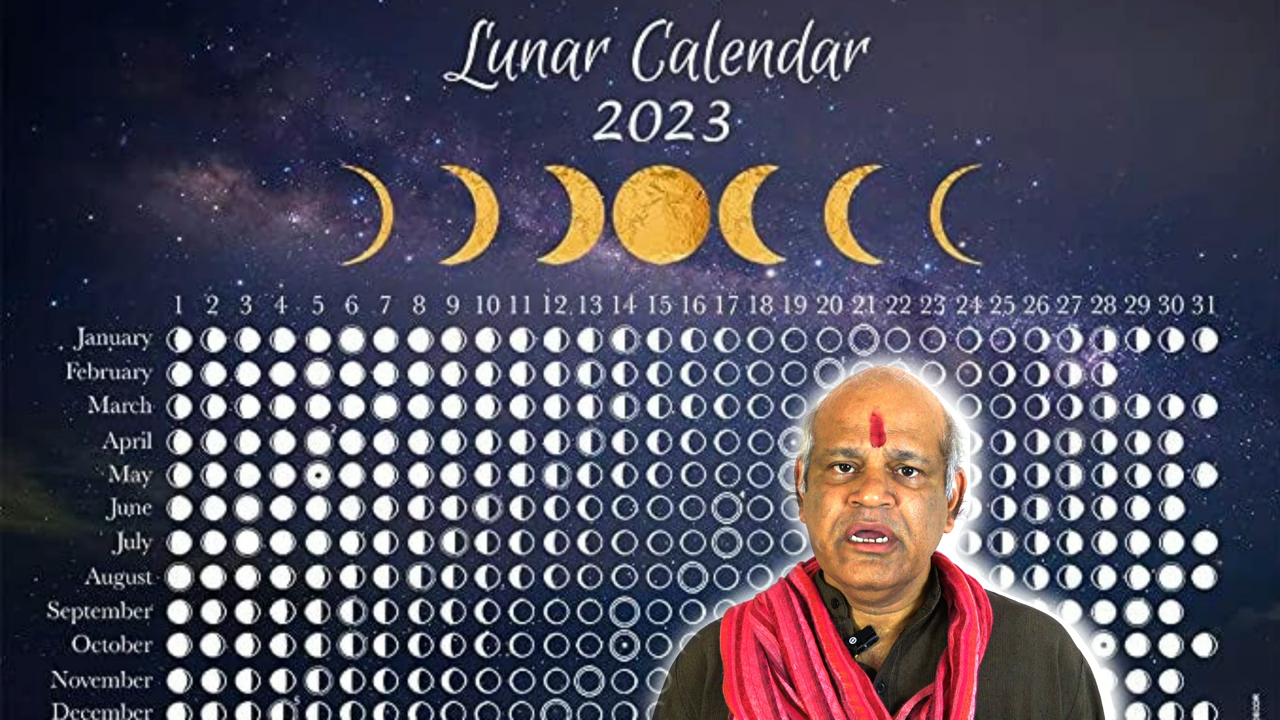 Lunar Calendar
2023
1 2 3 4 5 6 7 8 9 10 11 12 13 14 15 16 17 18 19 20 21 22 23 24 25 26 27 28 29 30 31
January
February
March
April
May
June
July
August
September
October
November
December